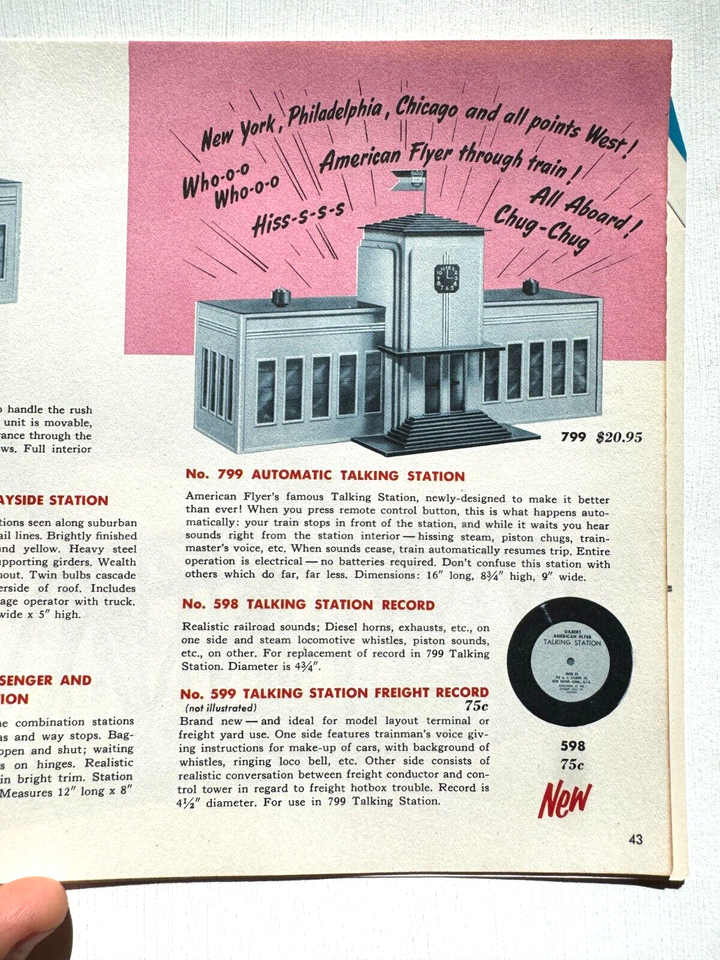 New York, Philadelphia, Chicago and all points West!
Who-o-o
Who-o-o
American Flyer through train!
Hiss-s-s-s
All Aboard!
Chug-Chug
799 $20.95
handle the rush
unit is movable,
ance through the
ws. Full interior
AYSIDE STATION
tions seen along suburban
ail lines. Brightly finished
nd yellow. Heavy steel
pporting girders. Wealth
hout. Twin bulbs cascade
erside of roof. Includes
age operator with truck.
wide x 5" high.
SENGER AND
ION
e combination stations
as and way stops. Bag-
open and shut; waiting
s on hinges. Realistic
in bright trim. Station
Measures 12" long x 8"
No. 799 AUTOMATIC TALKING STATION
American Flyer's famous Talking Station, newly-designed to make it better
than ever! When you press remote control button, this is what happens auto-
matically: your train stops in front of the station, and while it waits you hear
sounds right from the station interior — hissing steam, piston chugs, train-
master's voice, etc. When sounds cease, train automatically resumes trip. Entire
operation is electrical — no batteries required. Don't confuse this station with
others which do far, far less. Dimensions: 16" long, 8¾" high, 9" wide.
No. 598 TALKING STATION RECORD
Realistic railroad sounds; Diesel horns, exhausts, etc., on
one side and steam locomotive whistles, piston sounds,
etc., on other. For replacement of record in 799 Talking
Station. Diameter is 4¾".
No. 599 TALKING STATION FREIGHT RECORD
(not illustrated) 75c
Brand new — and ideal for model layout terminal or
freight yard use. One side features trainman's voice giv-
ing instructions for make-up of cars, with background of
whistles, ringing loco bell, etc. Other side consists of
realistic conversation between freight conductor and con-
trol tower in regard to freight hotbox trouble. Record is
4½" diameter. For use in 799 Talking Station.
GILBERT
AMERICAN FLYER
TALKING STATION
598
75c
New
43